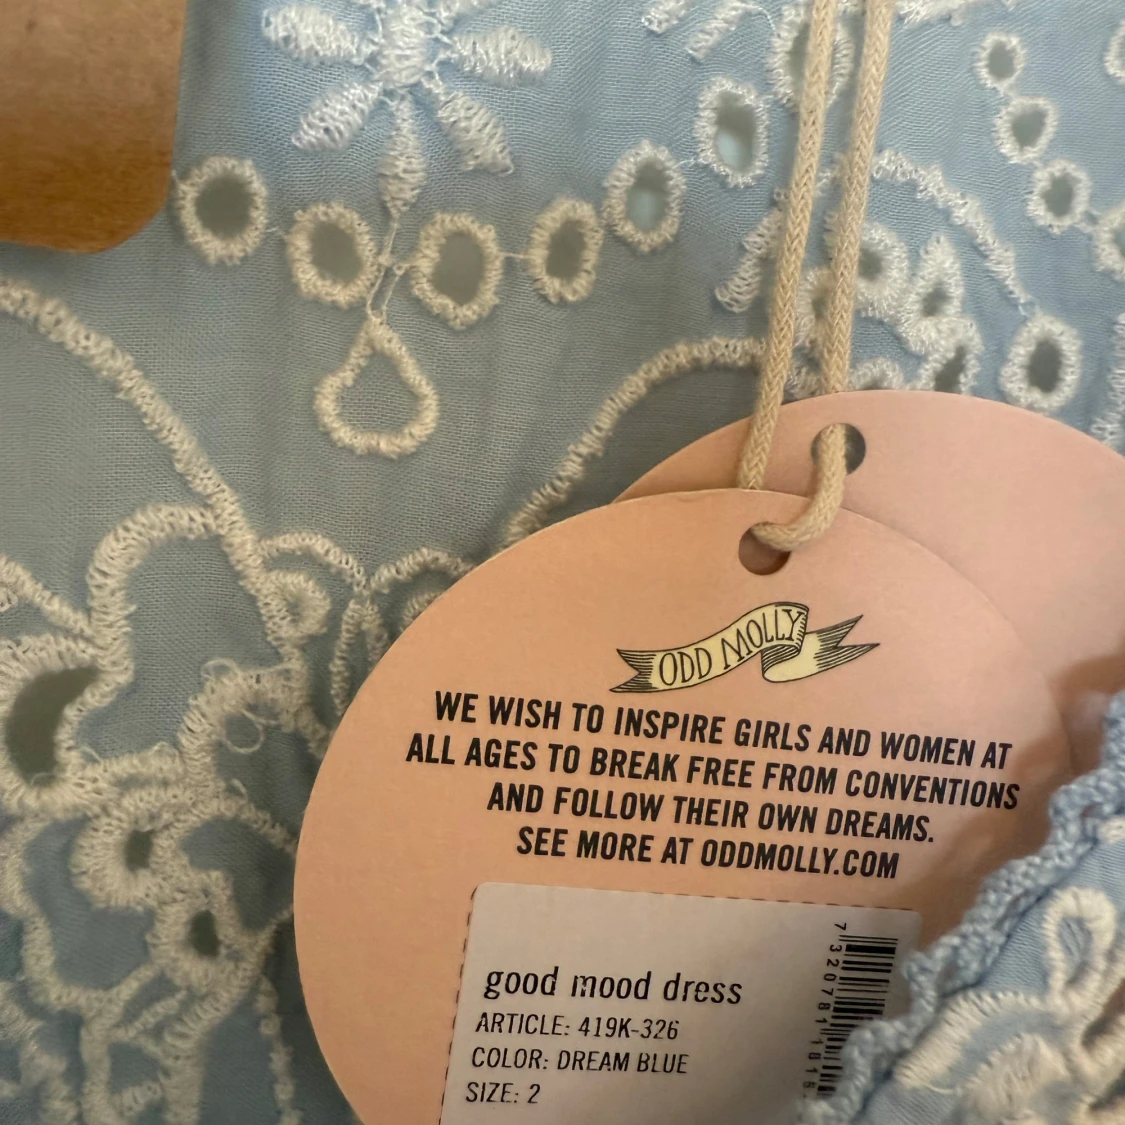 ODD MOLLY
WE WISH TO INSPIRE GIRLS AND WOMEN AT
ALL AGES TO BREAK FREE FROM CONVENTIONS
AND FOLLOW THEIR OWN DREAMS.
SEE MORE AT ODDMOLLY.COM
good mood dress
ARTICLE: 419K-326
COLOR: DREAM BLUE
SIZE: 2